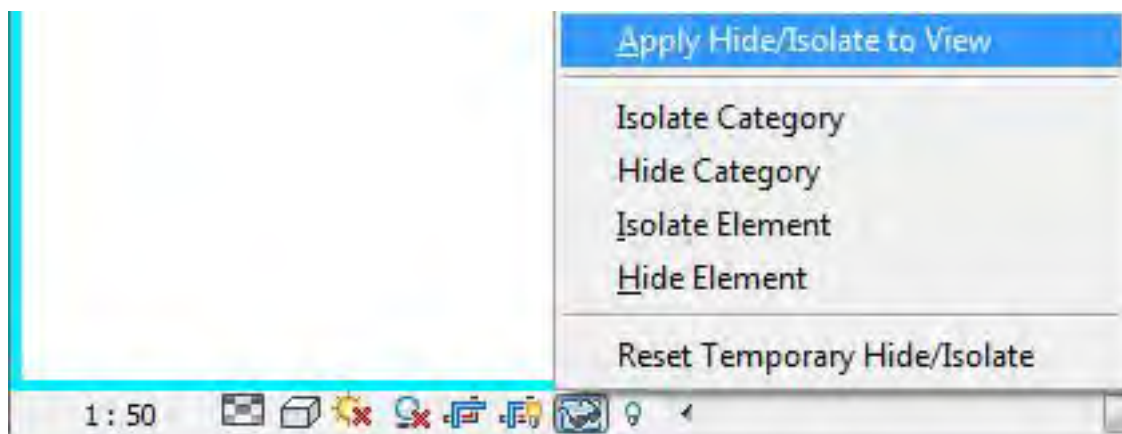 Apply Hide/Isolate to View
Isolate Category
Hide Category
Isolate Element
Hide Element
Reset Temporary Hide/Isolate
1 : 50